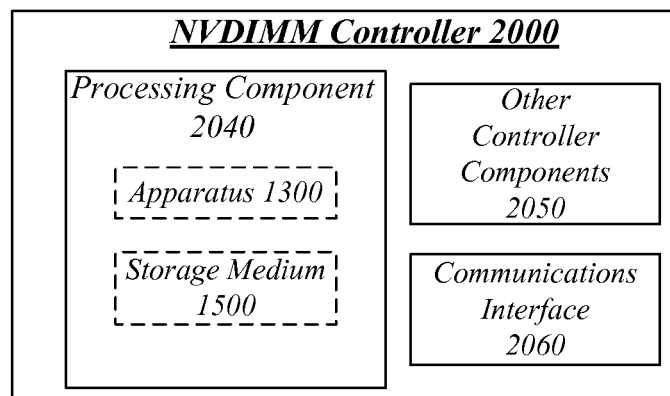 NVDIMM Controller 2000
Processing Component
2040
Apparatus 1300
Storage Medium
1500
Other
Controller
Components
2050
Communications
Interface
2060